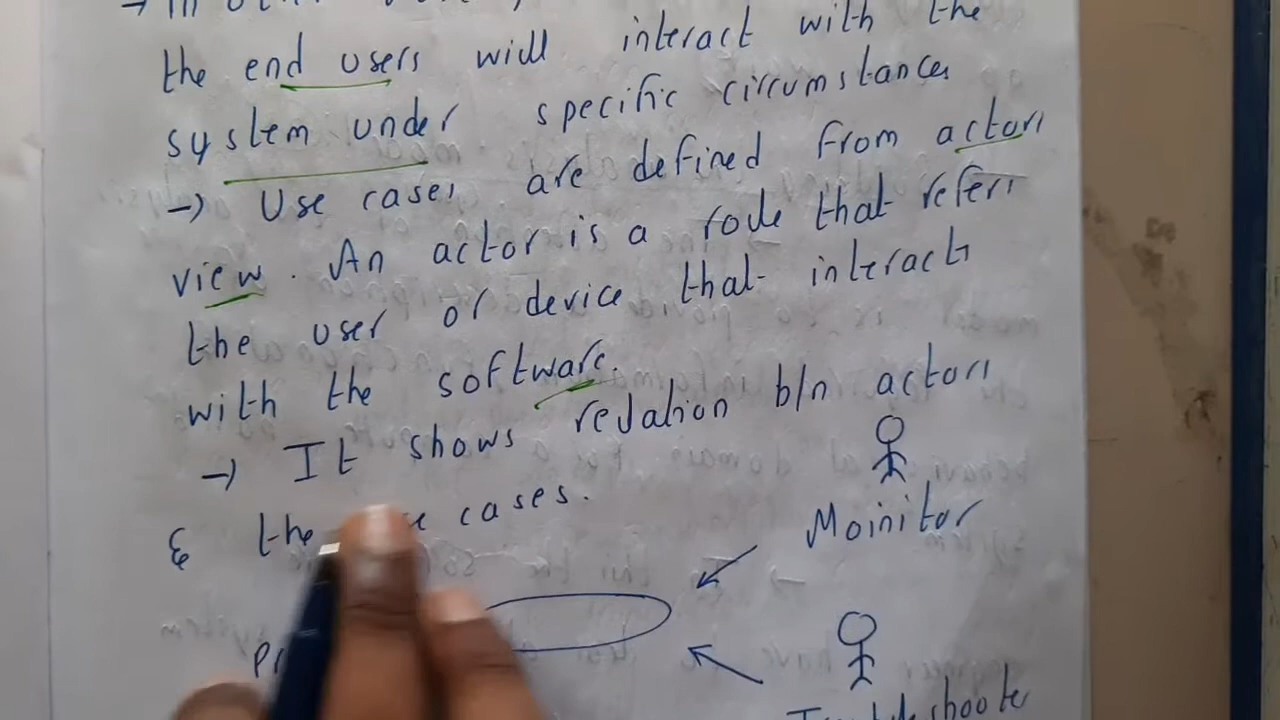 the end users will interact with the
system under specific circumstances
→ Use cases are defined from actors
view. An actor is a role that refers
the user or device that interacts
with the software.
→ It shows relation b/n actors
& the cases.
Moinitor